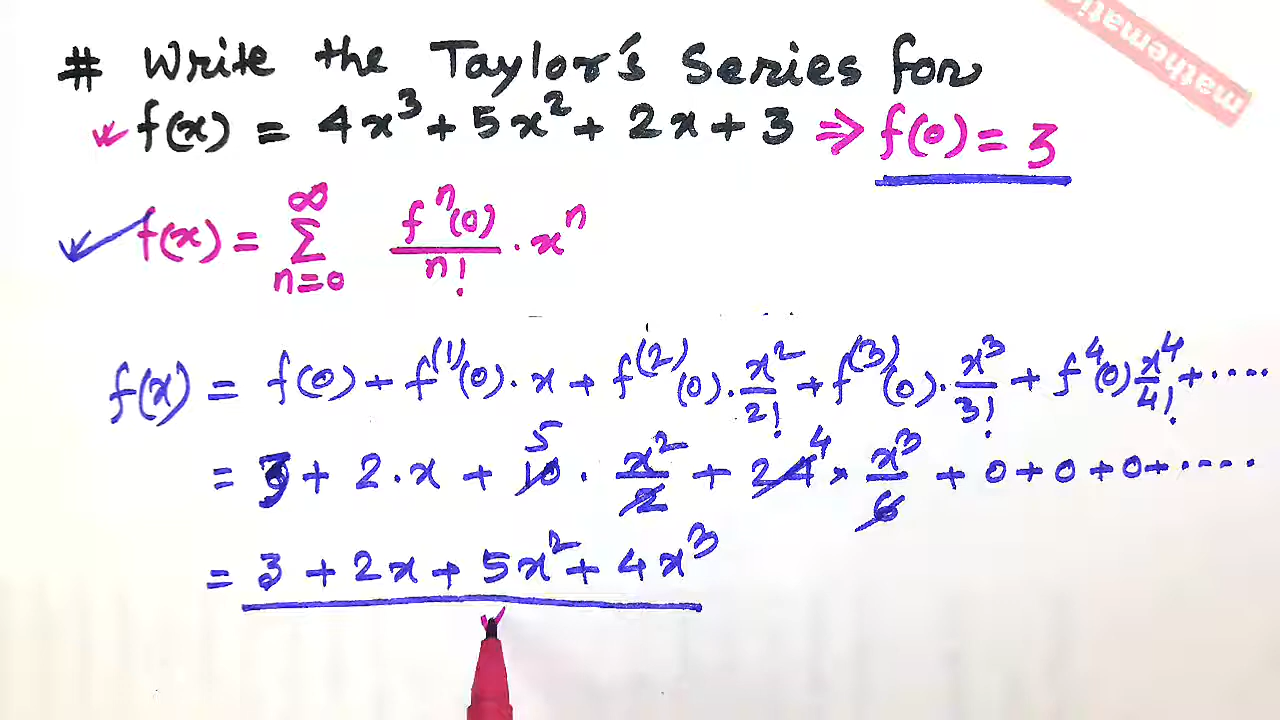 # Write the Taylor's Series for
f(x) = 4x³ + 5x² + 2x + 3 ⇒ f(0) = 3
f(x) = ∑ₙ₌₀^∞ fⁿ(0)/n! · xⁿ
f(x) = f(0) + f⁽¹⁾(0)·x + f⁽²⁾(0)·x²/2! + f⁽³⁾(0)·x³/3! + f⁴(0) x⁴/4! + ....
= 3 + 2·x + 10 5 · x²/2 + 24 4 × x³/6 + 0 + 0 + 0 + ....
= 3 + 2x + 5x² + 4x³